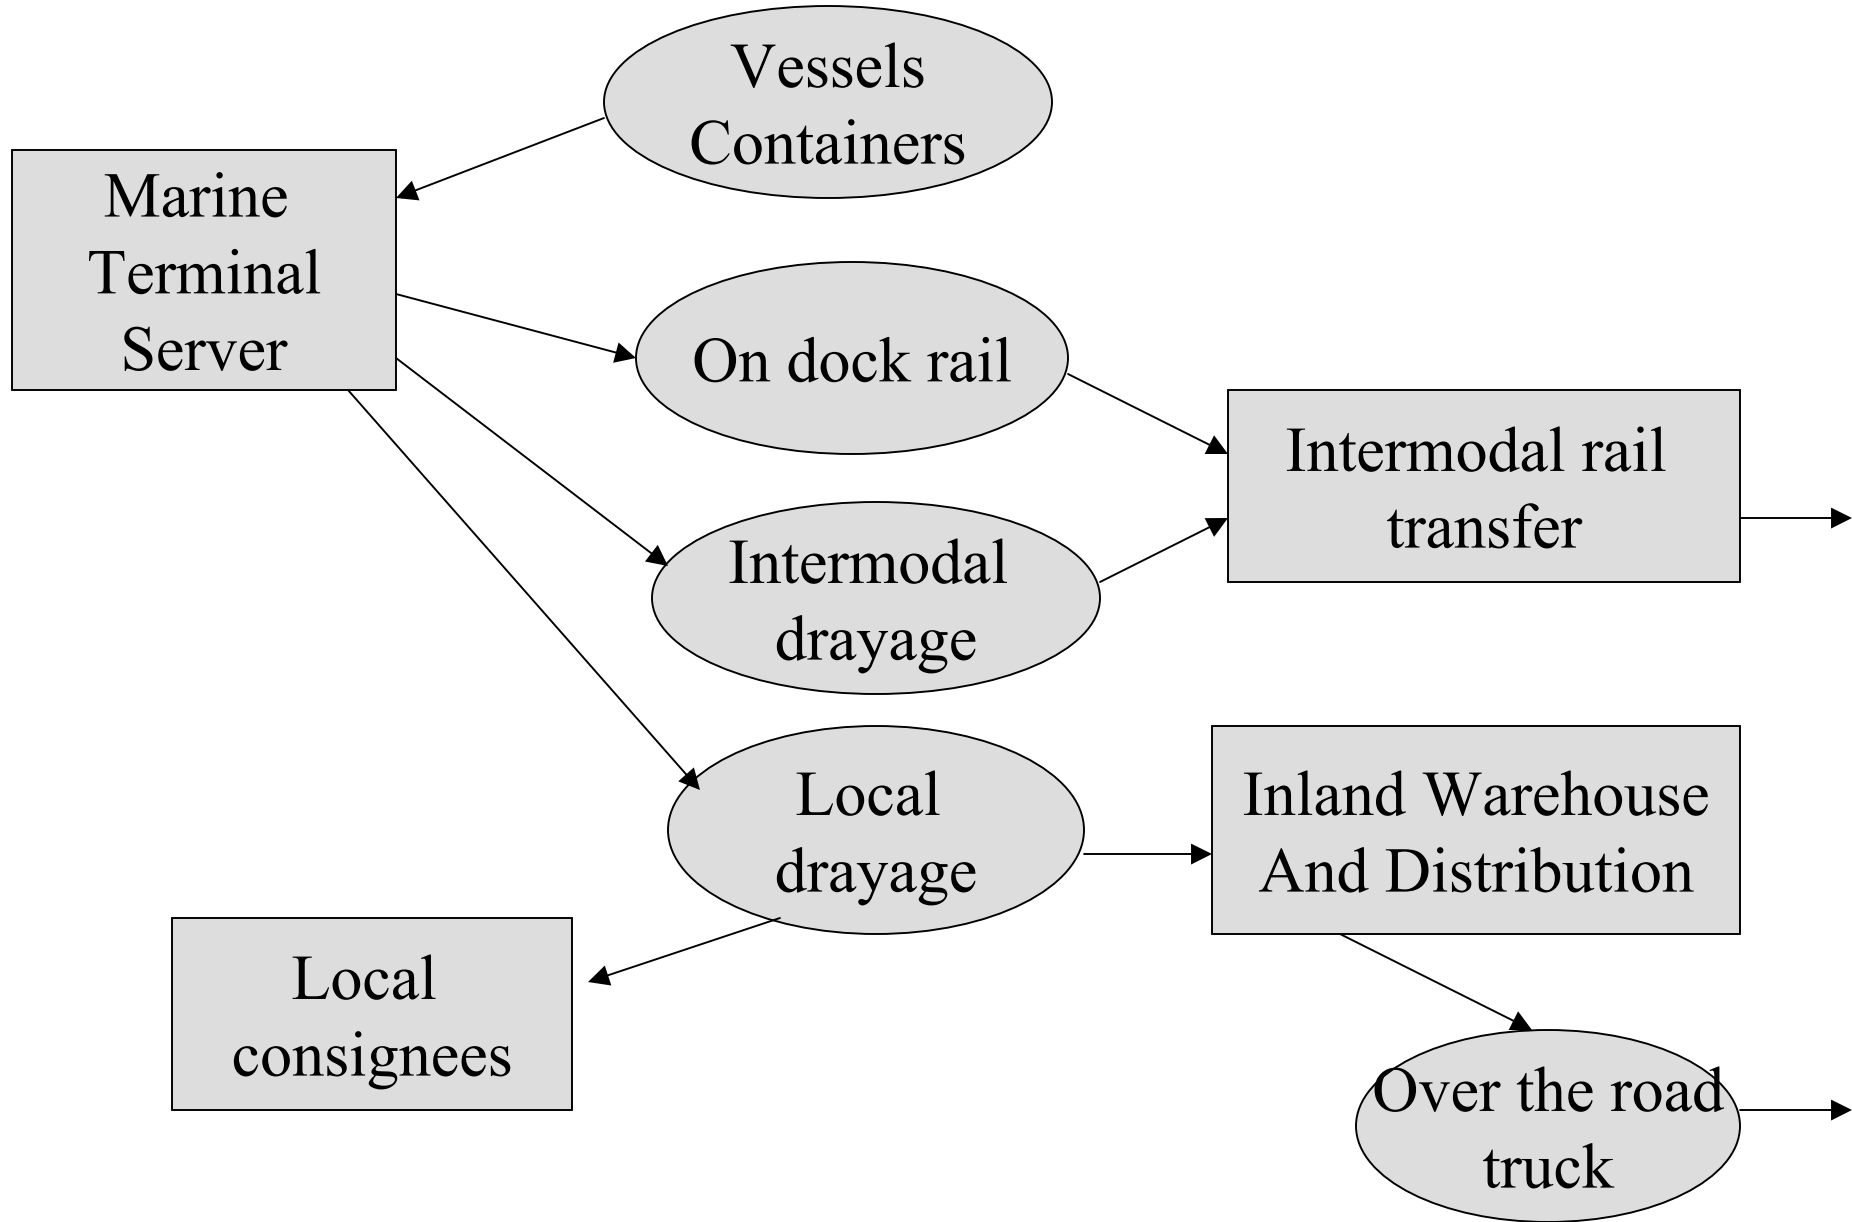 Vessels
Containers
Marine
Terminal
Server
On dock rail
Intermodal rail
transfer
Intermodal
drayage
Local
drayage
Inland Warehouse
And Distribution
Local
consignees
Over the road
truck